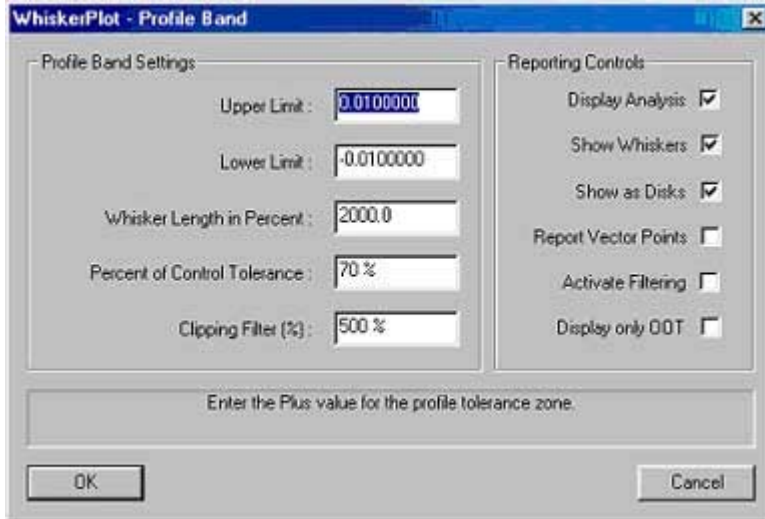 WhiskerPlot - Profile Band
Profile Band Settings
Upper Limit : 0.0100000
Lower Limit : -0.0100000
Whisker Length in Percent : 2000.0
Percent of Control Tolerance : 70 %
Clipping Filter (%) : 500 %
Reporting Controls
Display Analysis
Show Whiskers
Show as Disks
Report Vector Points
Activate Filtering
Display only OOT
Enter the Plus value for the profile tolerance zone.
OK
Cancel